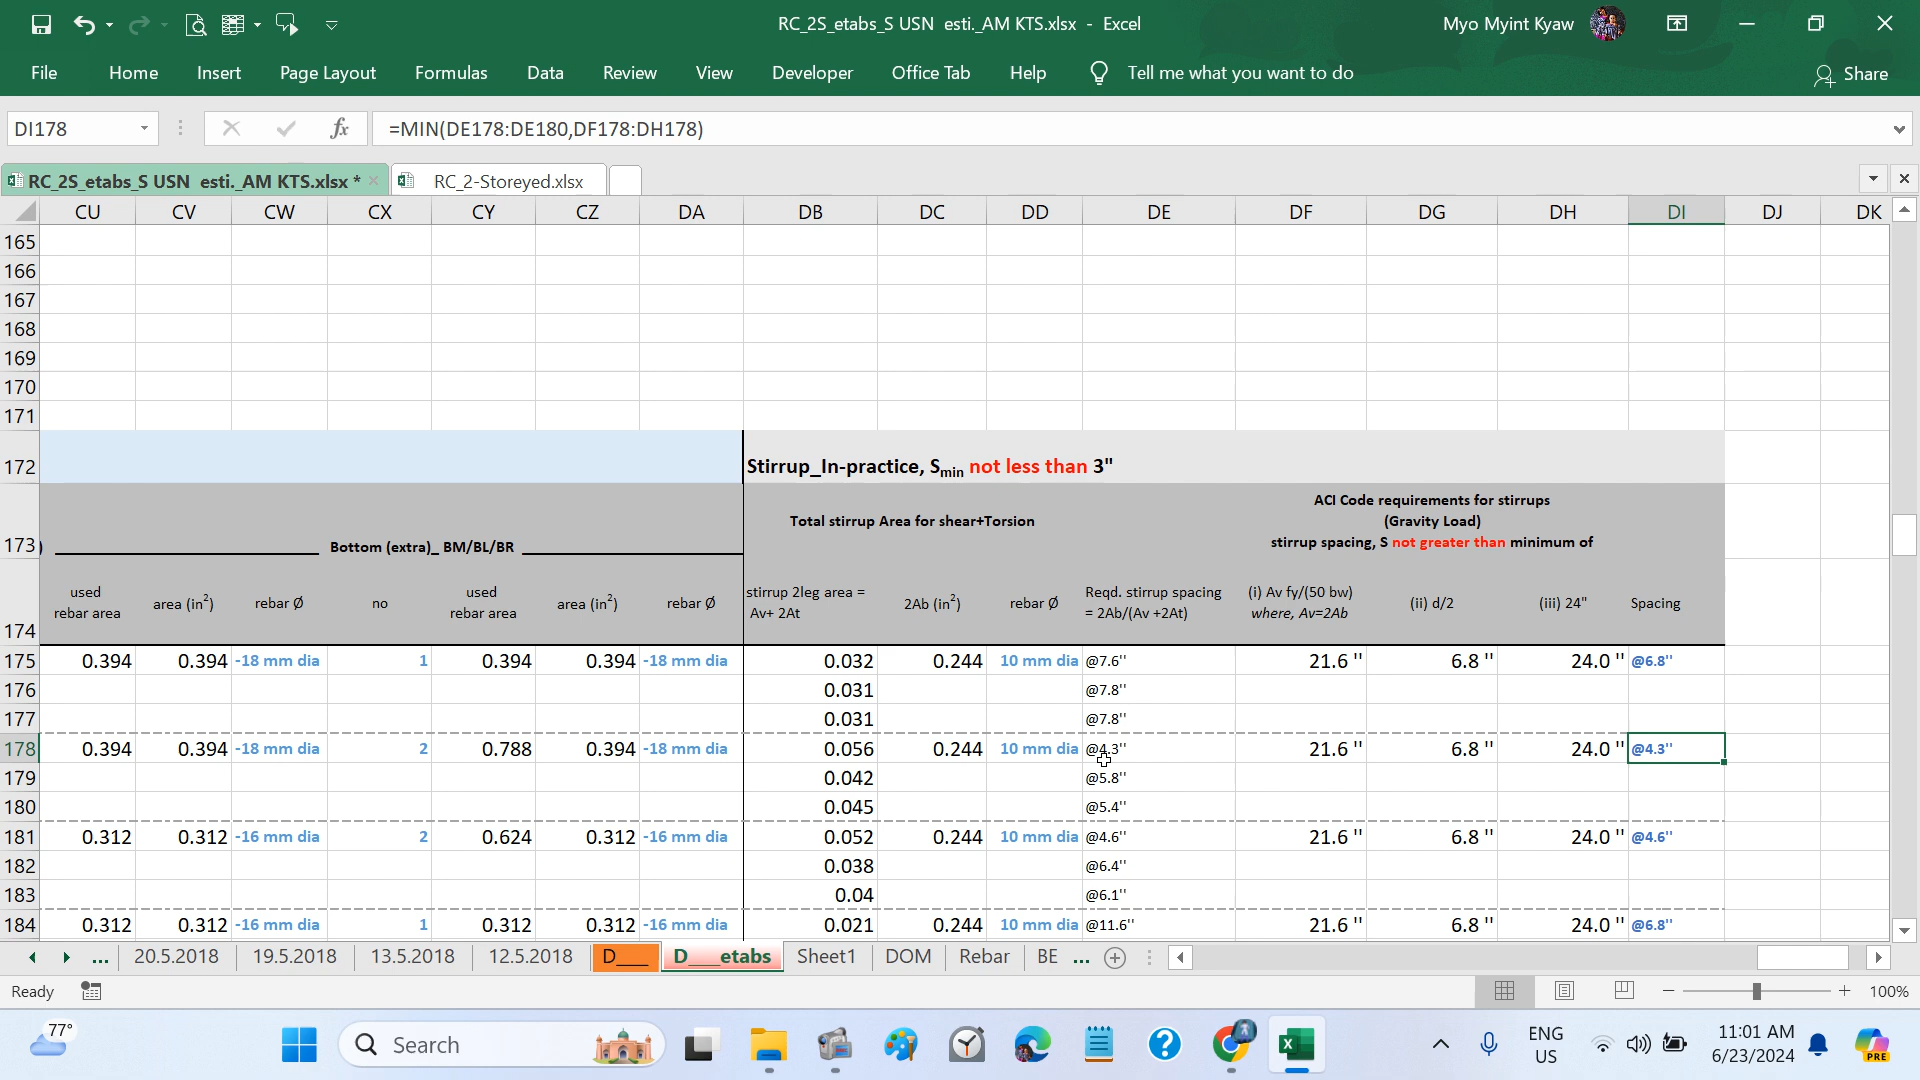 RC_2S_etabs_S USN  esti._AM KTS.xlsx  -  Excel
Myo Myint Kyaw
File Home Insert Page Layout Formulas Data Review View Developer Office Tab Help Tell me what you want to do Share
DI178 fx =MIN(DE178:DE180,DF178:DH178)
RC_2S_etabs_S USN  esti._AM KTS.xlsx * RC_2-Storeyed.xlsx
CU CV CW CX CY CZ DA DB DC DD DE DF DG DH DI DJ DK
165
166
167
168
169
170
171
172 Stirrup_In-practice, Smin not less than 3"
ACI Code requirements for stirrups
Total stirrup Area for shear+Torsion (Gravity Load)
173 ) Bottom (extra)_ BM/BL/BR stirrup spacing, S not greater than minimum of
used used stirrup 2leg area = Reqd. stirrup spacing (i) Av fy/(50 bw)
area (in2) rebar Ø no area (in2) rebar Ø 2Ab (in2) rebar Ø (ii) d/2 (iii) 24" Spacing
rebar area rebar area Av+ 2At = 2Ab/(Av +2At) where, Av=2Ab
174
175 0.394 0.394 -18 mm dia 1 0.394 0.394 -18 mm dia 0.032 0.244 10 mm dia @7.6'' 21.6 '' 6.8 '' 24.0 '' @6.8''
176 0.031 @7.8''
177 0.031 @7.8''
178 0.394 0.394 -18 mm dia 2 0.788 0.394 -18 mm dia 0.056 0.244 10 mm dia @4.3'' 21.6 '' 6.8 '' 24.0 '' @4.3''
179 0.042 @5.8''
180 0.045 @5.4''
181 0.312 0.312 -16 mm dia 2 0.624 0.312 -16 mm dia 0.052 0.244 10 mm dia @4.6'' 21.6 '' 6.8 '' 24.0 '' @4.6''
182 0.038 @6.4''
183 0.04 @6.1''
184 0.312 0.312 -16 mm dia 1 0.312 0.312 -16 mm dia 0.021 0.244 10 mm dia @11.6'' 21.6 '' 6.8 '' 24.0 '' @6.8''
... 20.5.2018 19.5.2018 13.5.2018 12.5.2018 D___ D___etabs Sheet1 DOM Rebar BE ...
Ready 100%
77° Search ENG 11:01 AM
US 6/23/2024 PRE